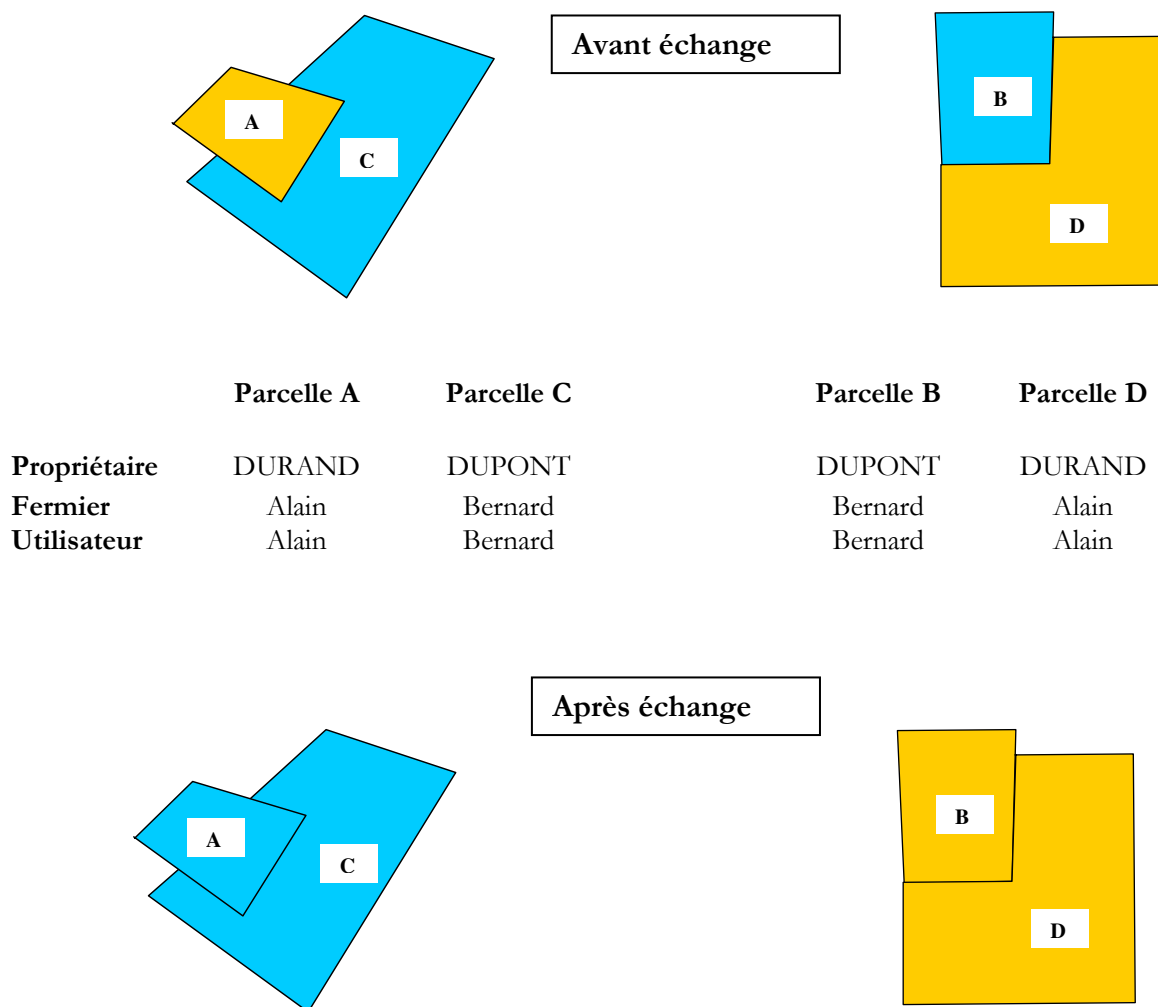 Avant échange
A
B
C
D
Parcelle A Parcelle C Parcelle B Parcelle D
Propriétaire DURAND DUPONT DUPONT DURAND
Fermier Alain Bernard Bernard Alain
Utilisateur Alain Bernard Bernard Alain
Après échange
A
B
C
D